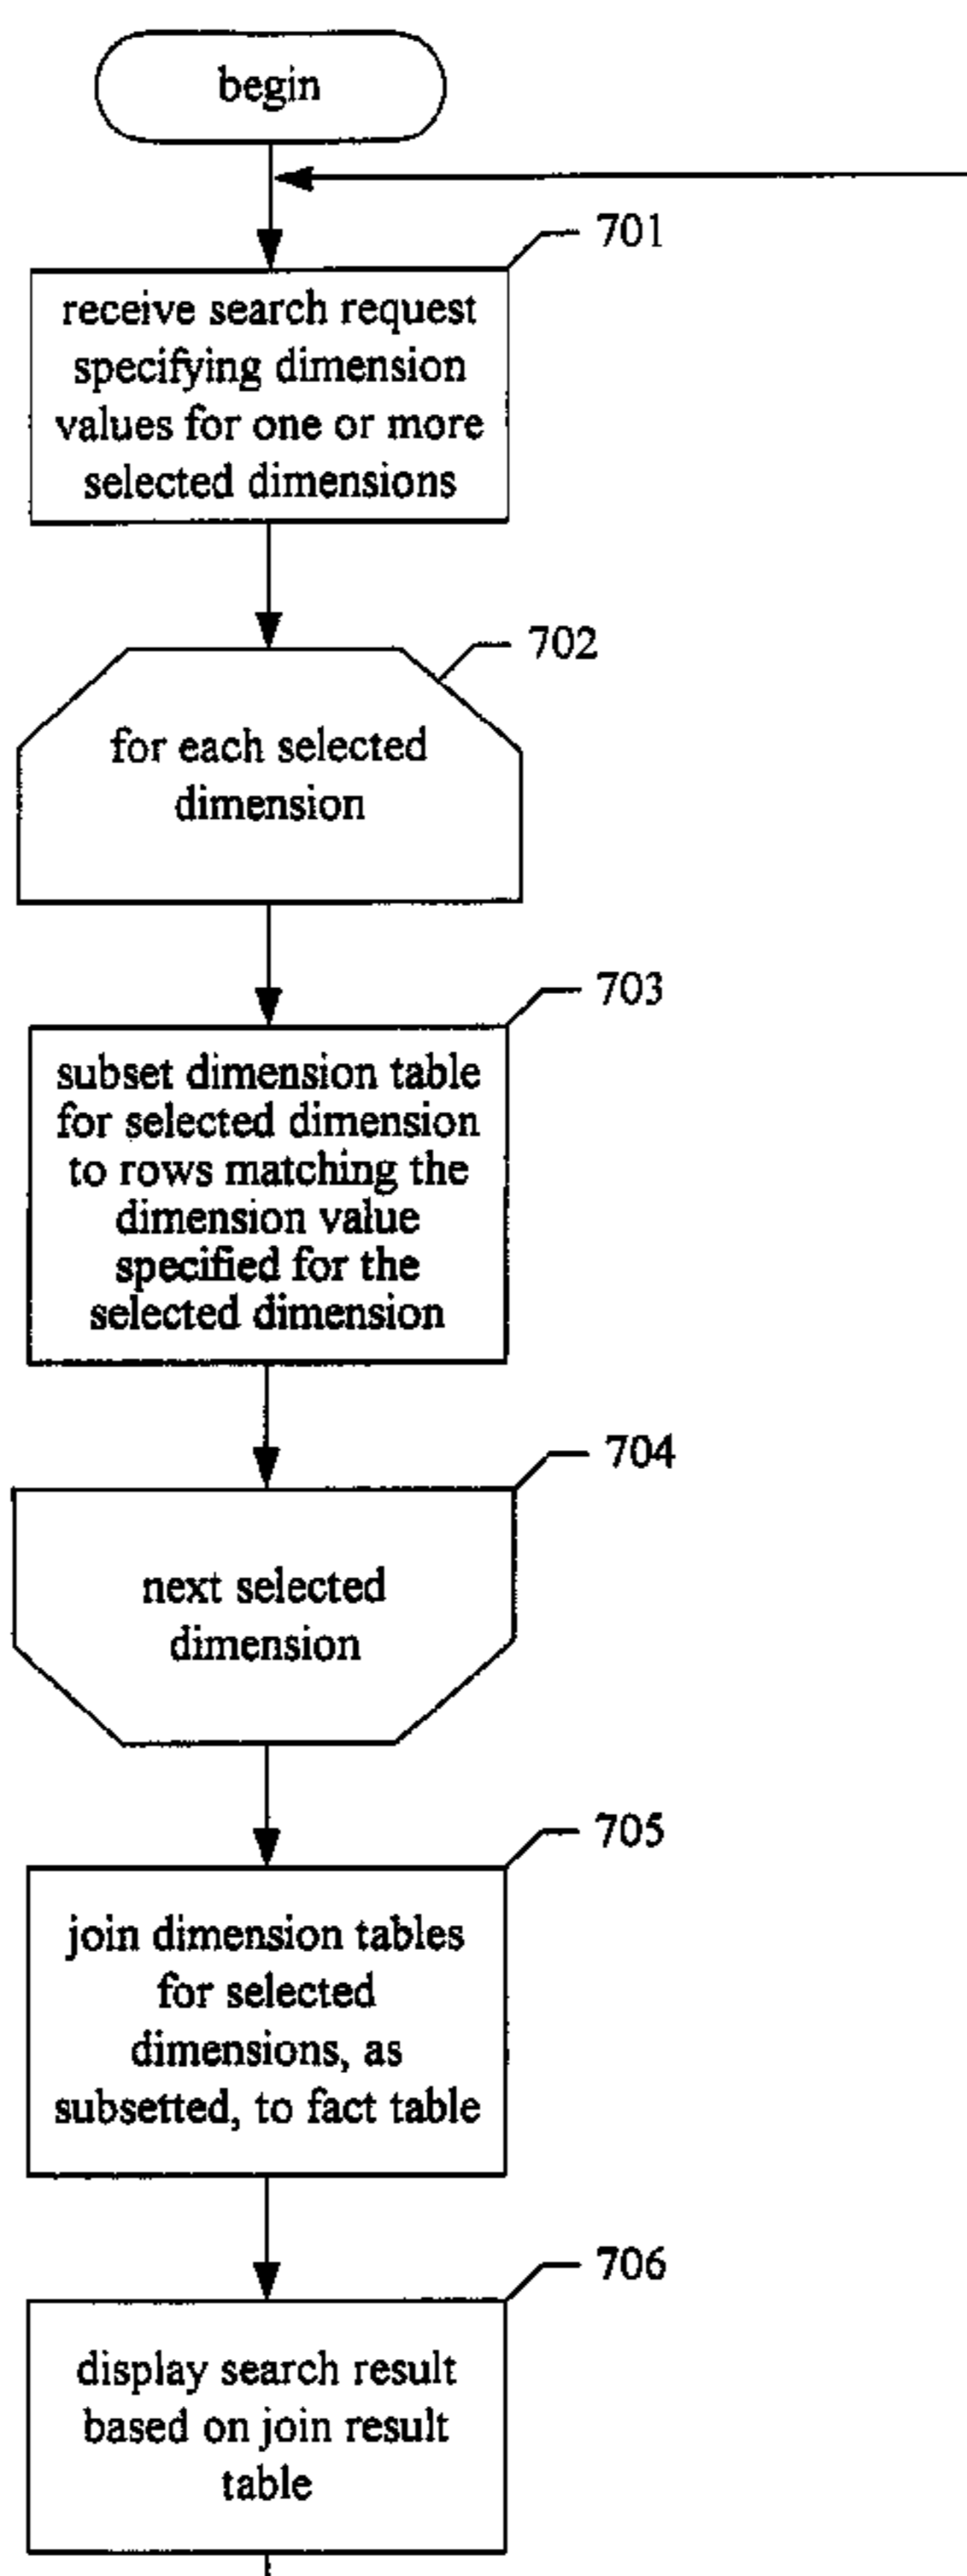 begin
701
receive search request
specifying dimension
values for one or more
selected dimensions
702
for each selected
dimension
703
subset dimension table
for selected dimension
to rows matching the
dimension value
specified for the
selected dimension
704
next selected
dimension
705
join dimension tables
for selected
dimensions, as
subsetted, to fact table
706
display search result
based on join result
table